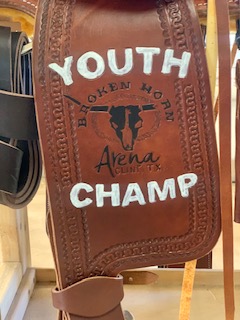 YOUTH
BROKEN HORN
Arena
CLINT, TX
CHAMP